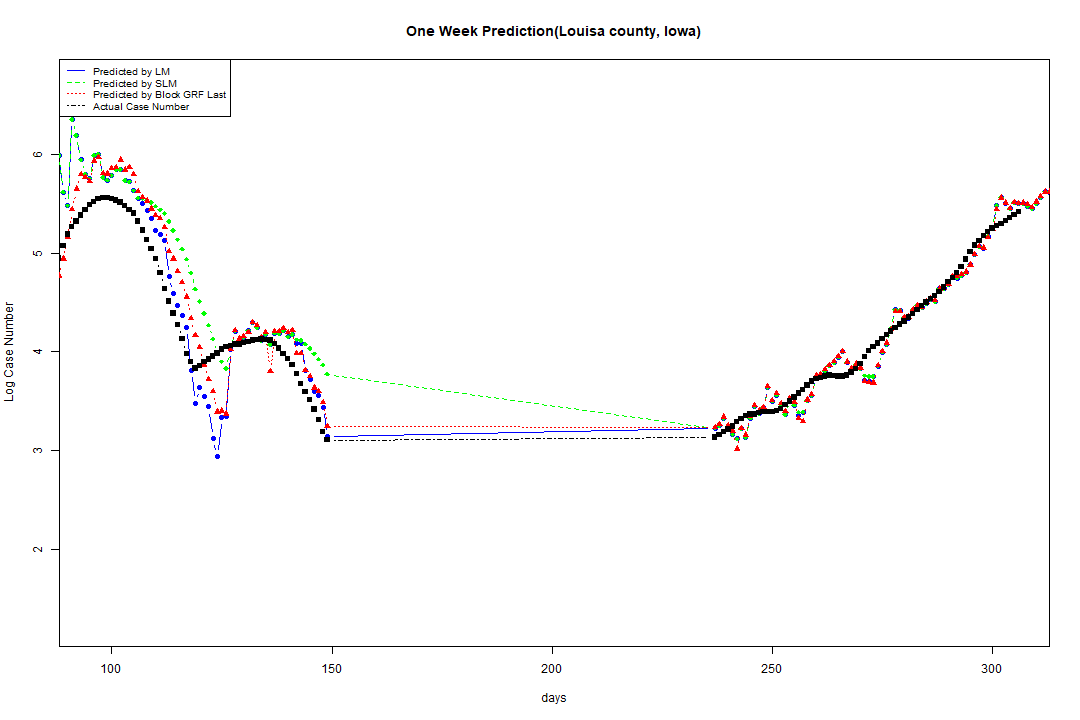 One Week Prediction(Louisa county, Iowa)
Predicted by LM
Predicted by SLM
Predicted by Block GRF Last
Actual Case Number
Log Case Number
6
5
4
3
2
100 150 200 250 300
days